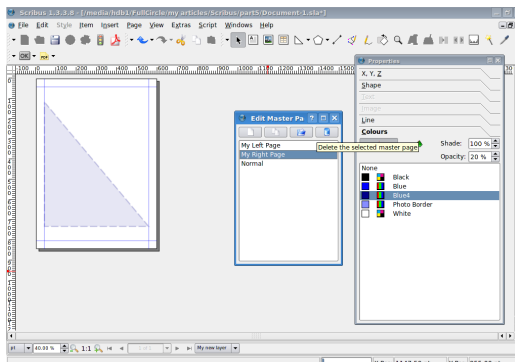 Scribus 1.3.3.8 - [/media/hdb1/FullCircle/my articles/Scribus/part5/Document-1.sla*]
File Edit Style Item Insert Page View Extras Script Windows Help
Properties
X, Y, Z
Shape
Text
Image
Line
Colours
Shade: 100 %
Opacity: 20 %
None
Black
Blue
Blue4
Photo Border
White
Edit Master Pa
My Left Page
My Right Page
Normal
Delete the selected master page
pt 40.00 % 1:1 My new layer